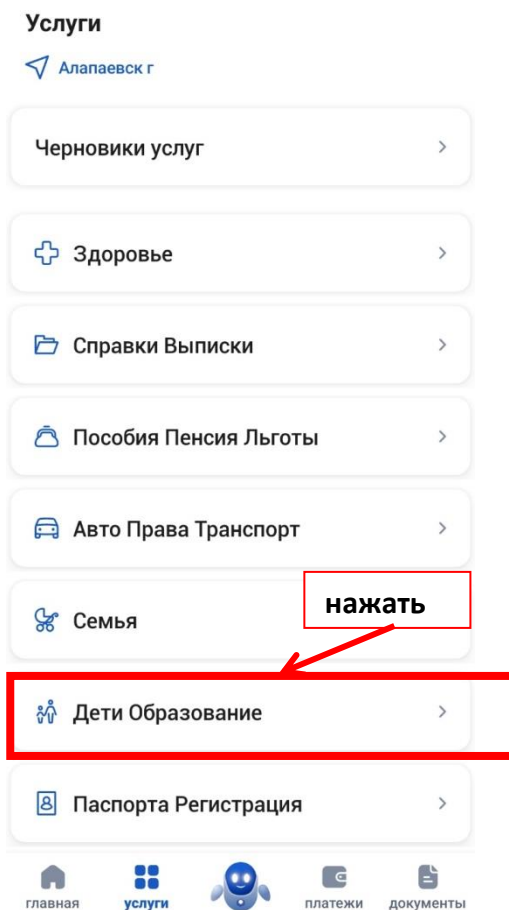 Услуги
Алапаевск г
Черновики услуг
Здоровье
Справки Выписки
Пособия Пенсия Льготы
Авто Права Транспорт
нажать
Семья
Дети Образование
Паспорта Регистрация
главная услуги платежи документы